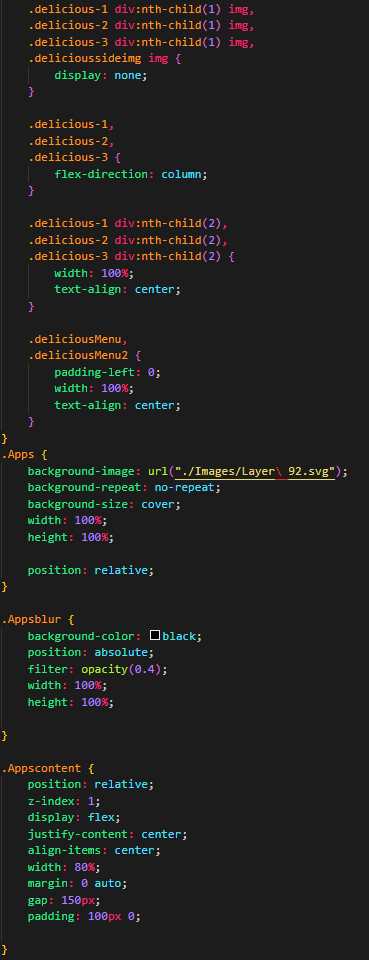 .delicious-1 div:nth-child(1) img,
.delicious-2 div:nth-child(1) img,
.delicious-3 div:nth-child(1) img,
.delicioussideimg img {
display: none;
}
.delicious-1,
.delicious-2,
.delicious-3 {
flex-direction: column;
}
.delicious-1 div:nth-child(2),
.delicious-2 div:nth-child(2),
.delicious-3 div:nth-child(2) {
width: 100%;
text-align: center;
}
.deliciousMenu,
.deliciousMenu2 {
padding-left: 0;
width: 100%;
text-align: center;
}
}
.Apps {
background-image: url("./Images/Layer\ 92.svg");
background-repeat: no-repeat;
background-size: cover;
width: 100%;
height: 100%;
position: relative;
}
.Appsblur {
background-color: black;
position: absolute;
filter: opacity(0.4);
width: 100%;
height: 100%;
}
.Appscontent {
position: relative;
z-index: 1;
display: flex;
justify-content: center;
align-items: center;
width: 80%;
margin: 0 auto;
gap: 150px;
padding: 100px 0;
}